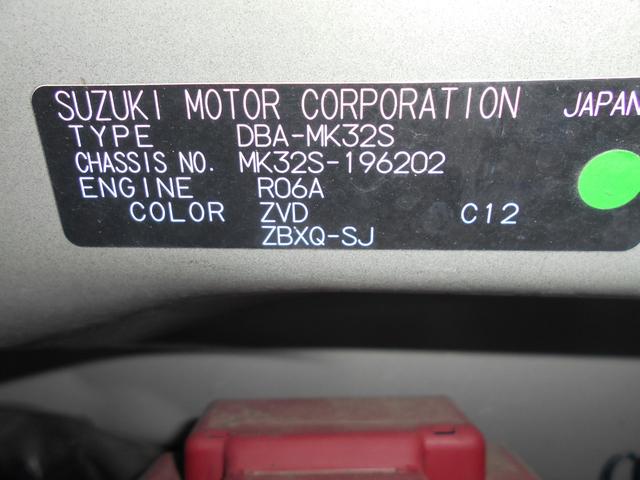 SUZUKI MOTOR CORPORATION JAPAN
TYPE DBA-MK32S
CHASSIS NO. MK32S-196202
ENGINE R06A
COLOR ZVD C12
ZBXQ-SJ